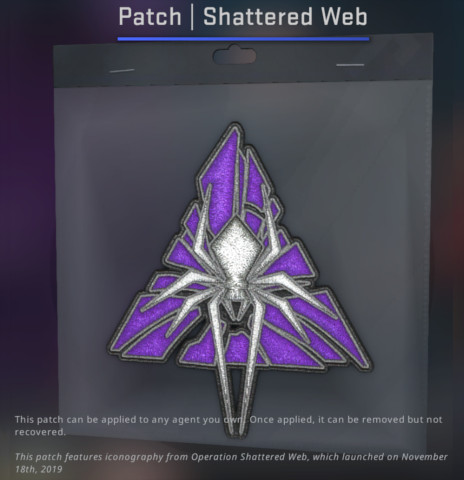 Patch | Shattered Web
This patch can be applied to any agent you own. Once applied, it can be removed but not
recovered.
This patch features iconography from Operation Shattered Web, which launched on November
18th, 2019